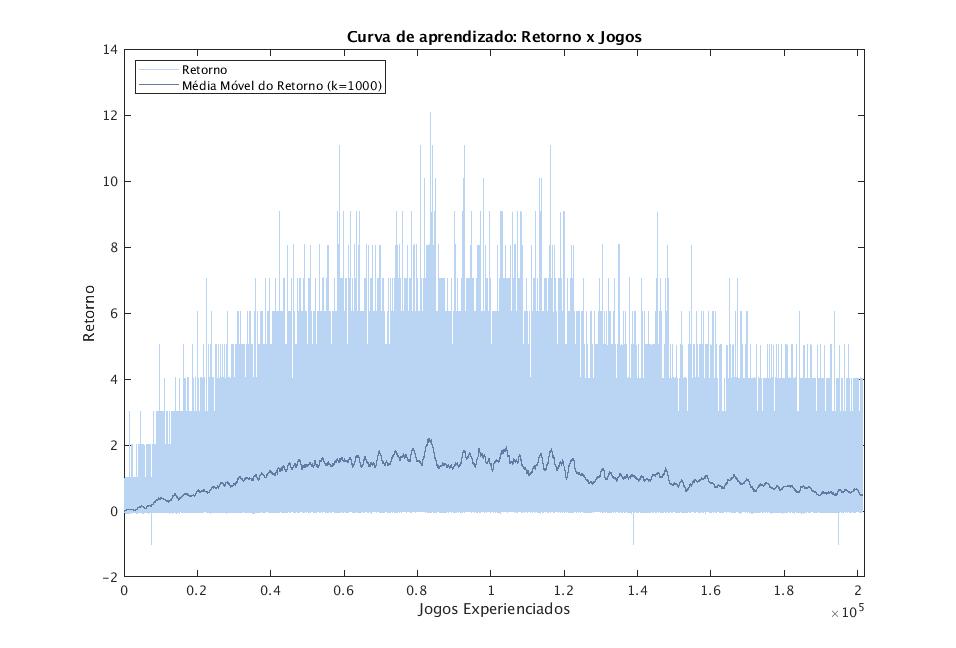 Curva de aprendizado: Retorno x Jogos
14
Retorno
Média Móvel do Retorno (k=1000)
12
10
8
6
4
2
0
−2
Retorno
0 0.2 0.4 0.6 0.8 1 1.2 1.4 1.6 1.8 2
Jogos Experienciados
×10⁵